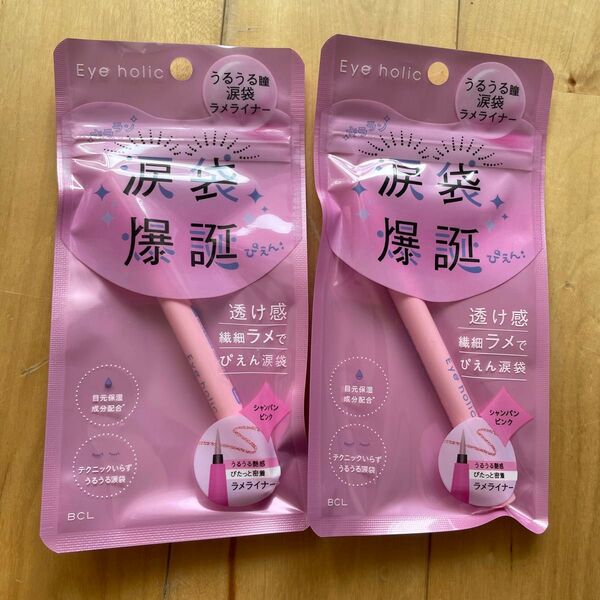 Eye holic
うるうる瞳
涙袋
ラメライナー
涙袋
爆誕
ぴえん
透け感
繊細ラメで
ぴえん涙袋
Eye holic
シャンパン
ピンク
目元保湿
成分配合
テクニックいらず
うるうる涙袋
うるうる艶感
ぴたっと密着
ラメライナー
BCL
Eye holic
うるうる瞳
涙袋
ラメライナー
涙袋
爆誕
ぴえん
透け感
繊細ラメで
ぴえん涙袋
Eye holic
シャンパン
ピンク
目元保湿
成分配合
テクニックいらず
うるうる涙袋
うるうる艶感
ぴたっと密着
ラメライナー
BCL